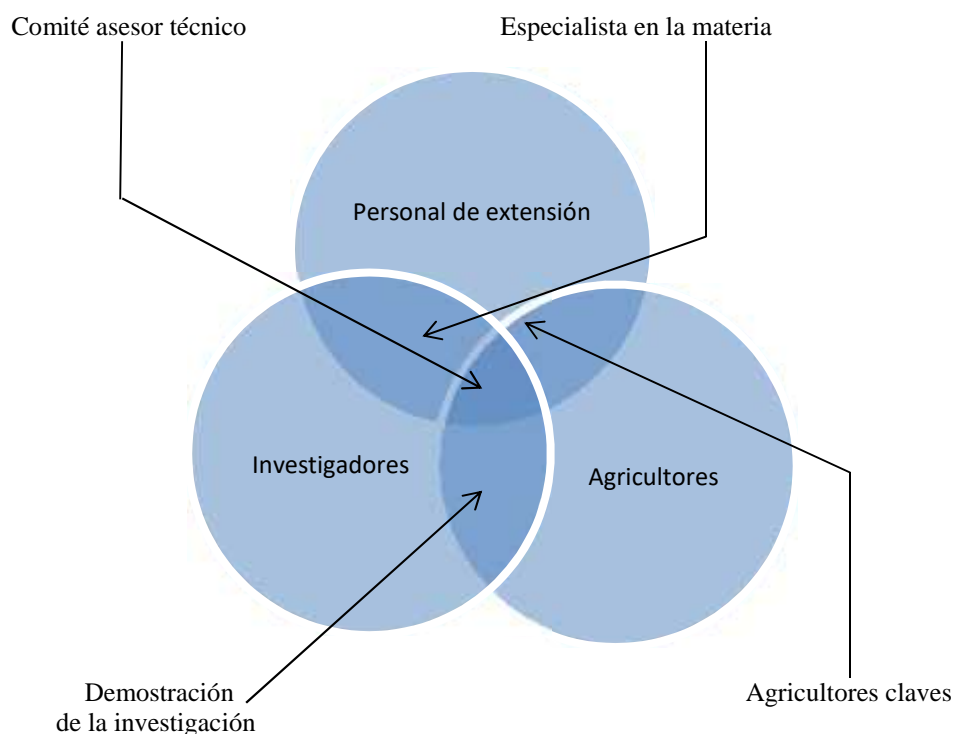 Comité asesor técnico
Especialista en la materia
Personal de extensión
Investigadores
Agricultores
Demostración
de la investigación
Agricultores claves